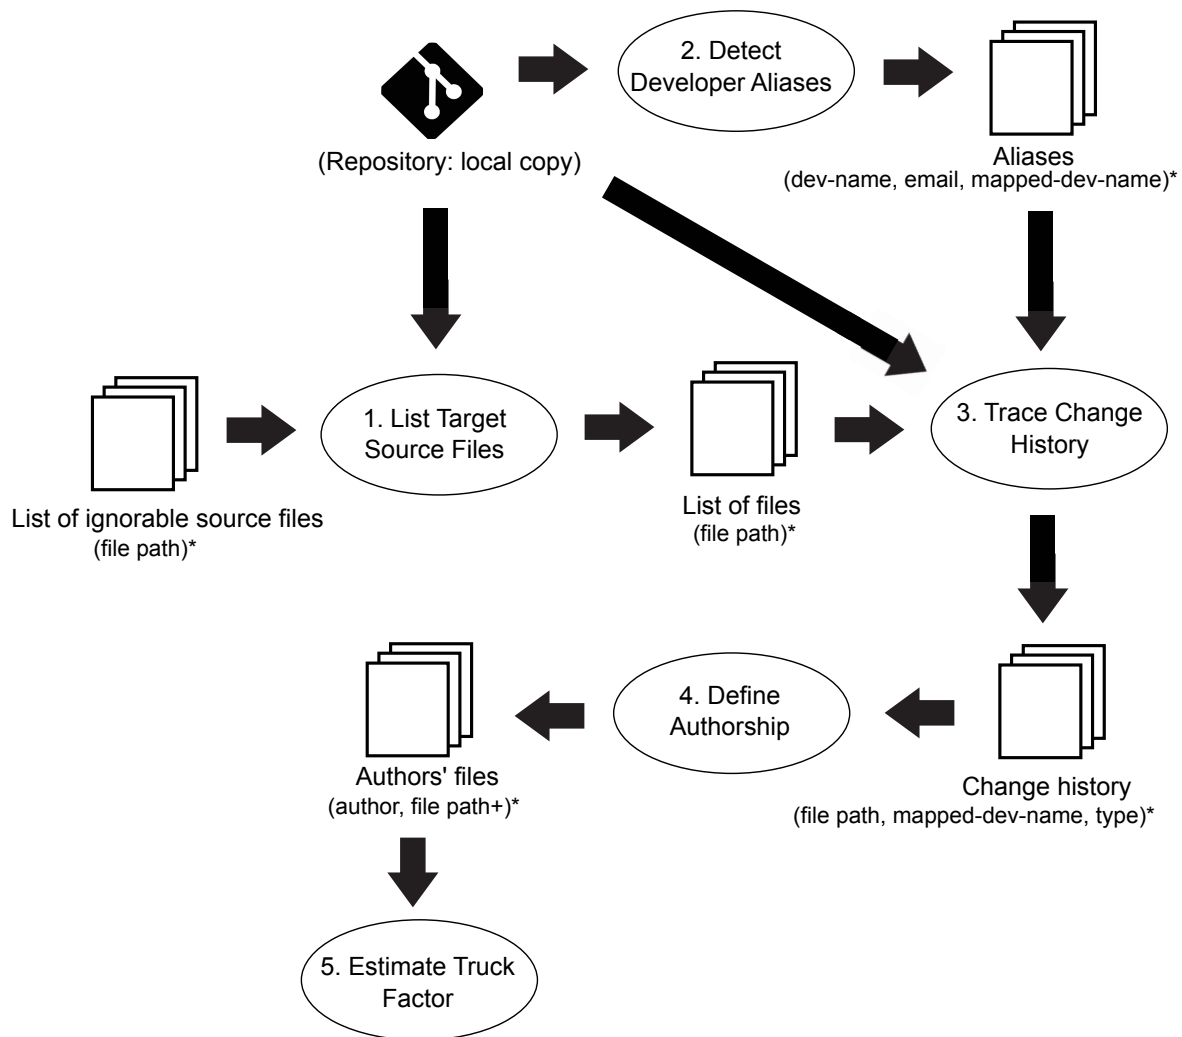 2. Detect
Developer Aliases
(Repository: local copy)
Aliases
(dev-name, email, mapped-dev-name)*
1. List Target
Source Files
3. Trace Change
History
List of ignorable source files
(file path)*
List of files
(file path)*
4. Define
Authorship
Authors' files
(author, file path+)*
Change history
(file path, mapped-dev-name, type)*
5. Estimate Truck
Factor